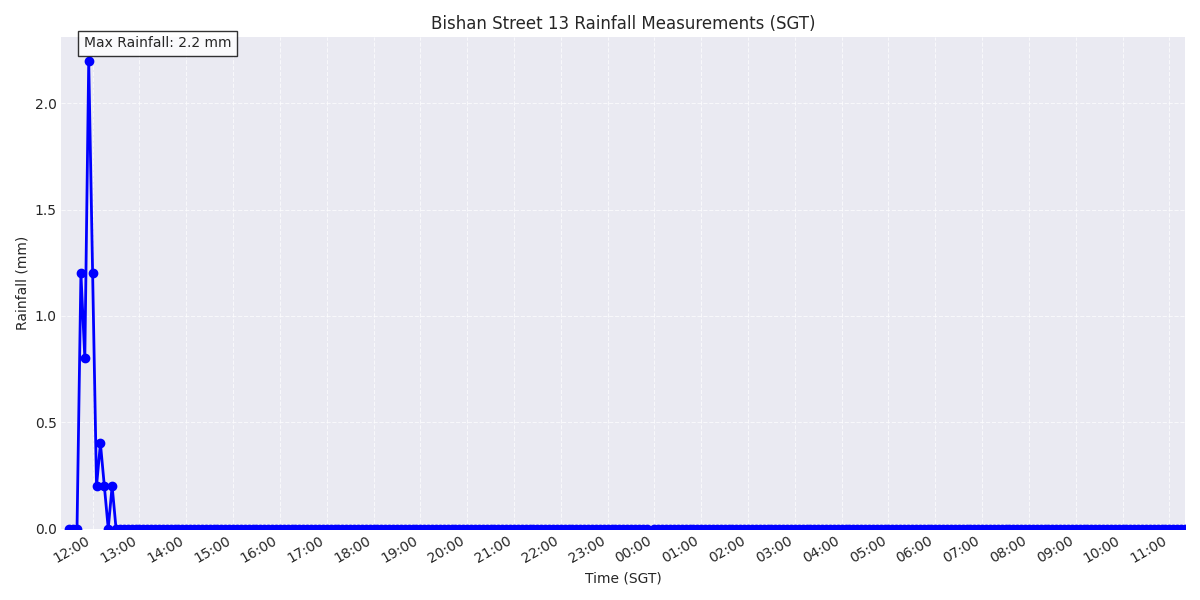 Bishan Street 13 Rainfall Measurements (SGT)
Max Rainfall: 2.2 mm
2.0
1.5
1.0
0.5
0.0
Rainfall (mm)
12:00 13:00 14:00 15:00 16:00 17:00 18:00 19:00 20:00 21:00 22:00 23:00 00:00 01:00 02:00 03:00 04:00 05:00 06:00 07:00 08:00 09:00 10:00 11:00
Time (SGT)